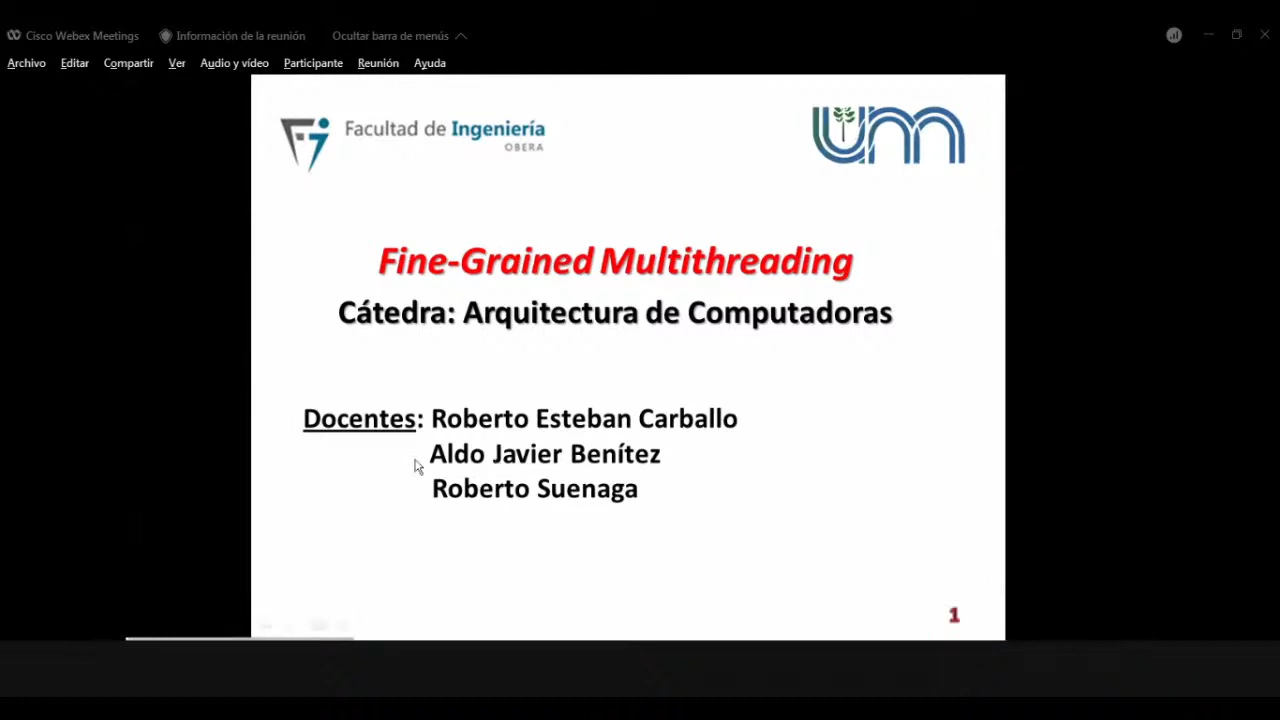 Cisco Webex Meetings Información de la reunión Ocultar barra de menús
Archivo Editar Compartir Ver Audio y vídeo Participante Reunión Ayuda
Facultad de Ingeniería
OBERA
um
Fine-Grained Multithreading
Cátedra: Arquitectura de Computadoras
Docentes: Roberto Esteban Carballo
Aldo Javier Benítez
Roberto Suenaga
1